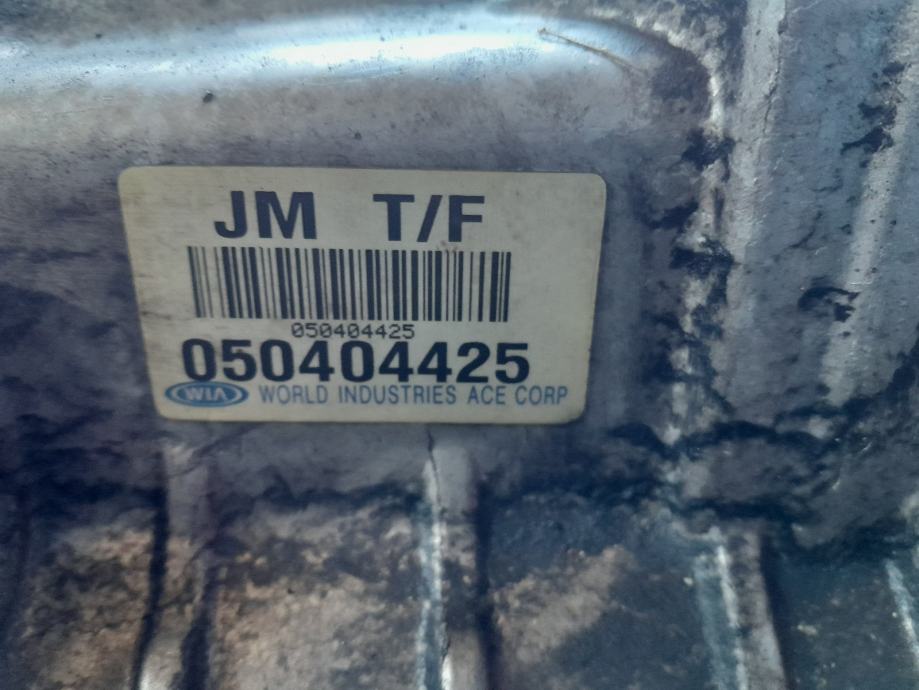 JM T/F
050404425
050404425
WIA WORLD INDUSTRIES ACE CORP